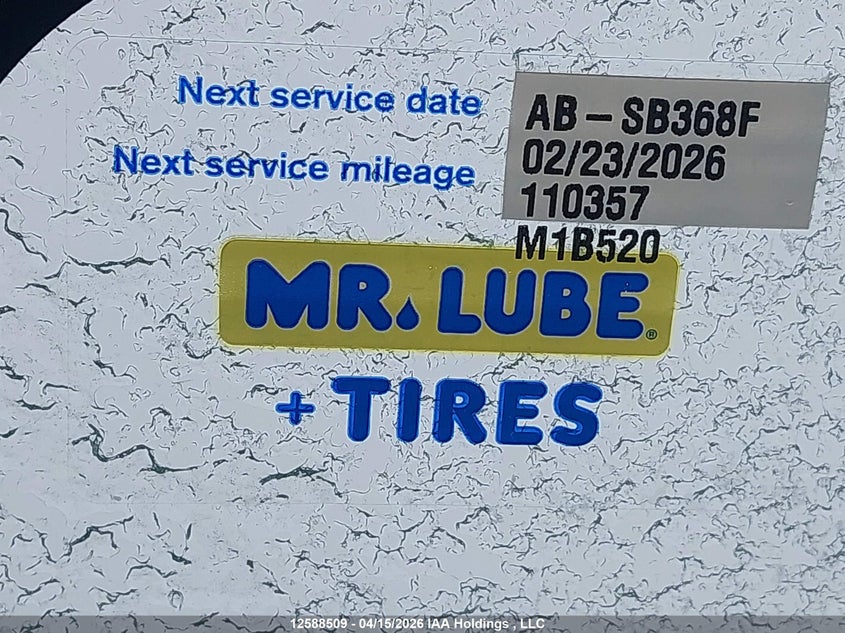 AB – SB368F
Next service date 02/23/2026
Next service mileage 110357
M1B520
MR. LUBE®
+ TIRES
12588509 - 04/15/2026 IAA Holdings , LLC